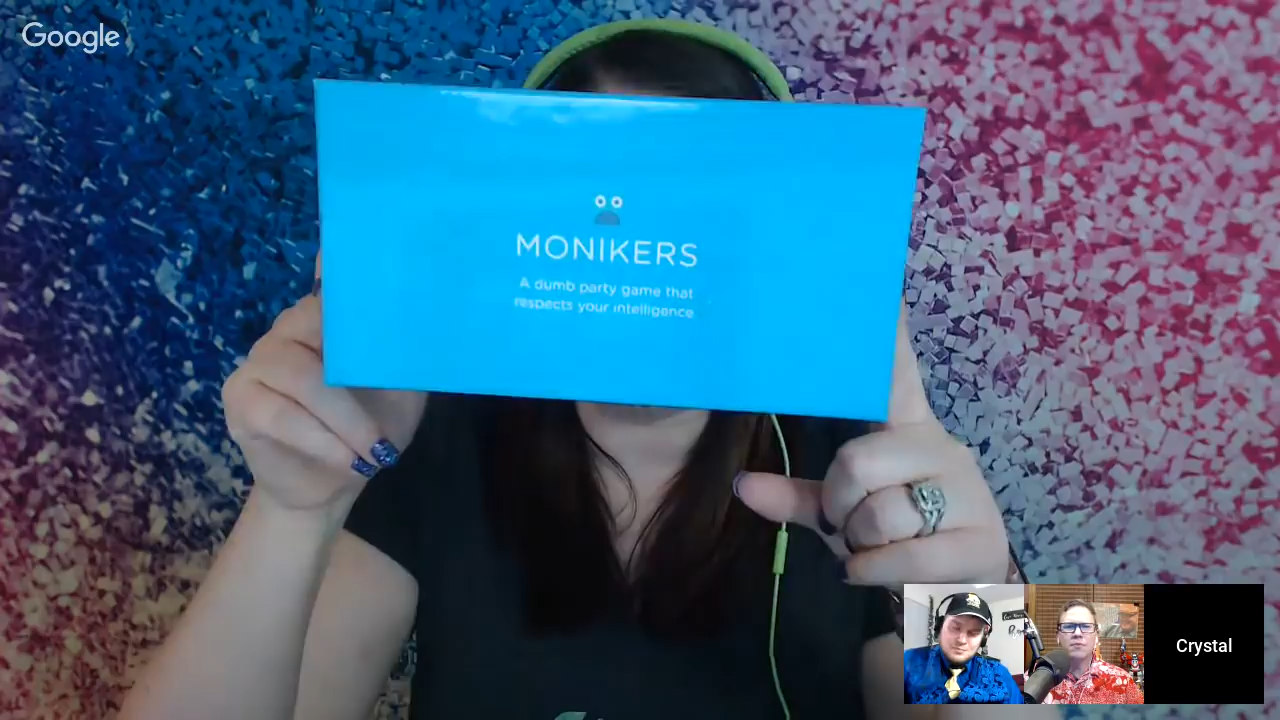 Google
MONIKERS
A dumb party game that
respects your intelligence
Crystal